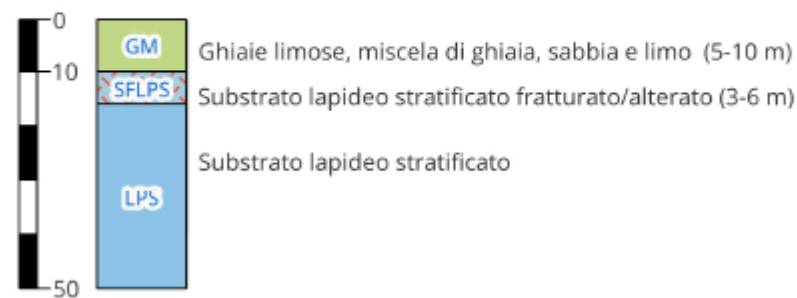 0
GM
Ghiaie limose, miscela di ghiaia, sabbia e limo (5-10 m)
10
SFLPS
Substrato lapideo stratificato fratturato/alterato (3-6 m)
Substrato lapideo stratificato
LPS
50